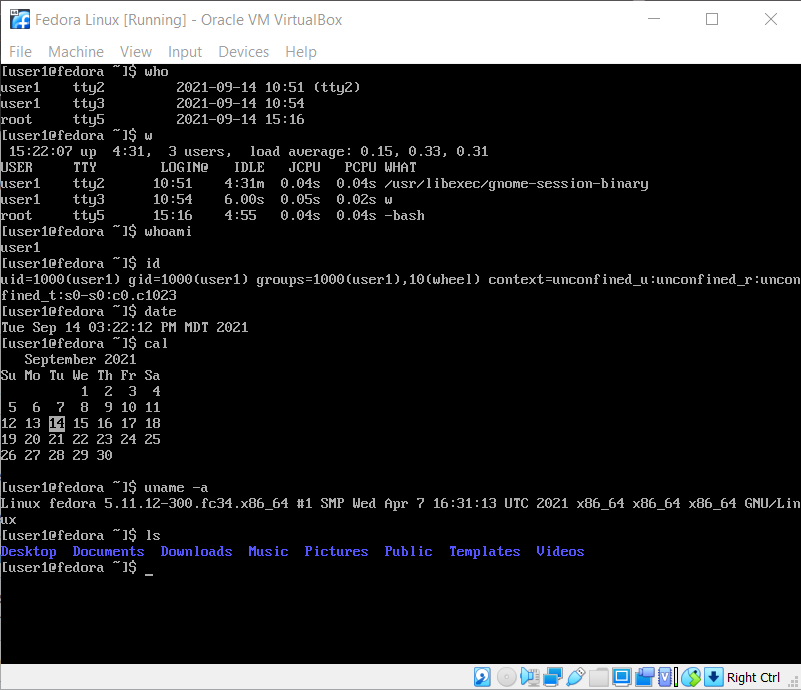 Fedora Linux [Running] - Oracle VM VirtualBox
File Machine View Input Devices Help
[user1@fedora ~]$ who
user1    tty2         2021-09-14 10:51 (tty2)
user1    tty3         2021-09-14 10:54
root     tty5         2021-09-14 15:16
[user1@fedora ~]$ w
 15:22:07 up  4:31,  3 users,  load average: 0.15, 0.33, 0.31
USER     TTY        LOGIN@   IDLE   JCPU   PCPU WHAT
user1    tty2      10:51    4:31m  0.04s  0.04s /usr/libexec/gnome-session-binary
user1    tty3      10:54    6.00s  0.05s  0.02s w
root     tty5      15:16    4:55   0.04s  0.04s -bash
[user1@fedora ~]$ whoami
user1
[user1@fedora ~]$ id
uid=1000(user1) gid=1000(user1) groups=1000(user1),10(wheel) context=unconfined_u:unconfined_r:uncon
fined_t:s0-s0:c0.c1023
[user1@fedora ~]$ date
Tue Sep 14 03:22:12 PM MDT 2021
[user1@fedora ~]$ cal
   September 2021
Su Mo Tu We Th Fr Sa
          1  2  3  4
 5  6  7  8  9 10 11
12 13 14 15 16 17 18
19 20 21 22 23 24 25
26 27 28 29 30
[user1@fedora ~]$ uname -a
Linux fedora 5.11.12-300.fc34.x86_64 #1 SMP Wed Apr 7 16:31:13 UTC 2021 x86_64 x86_64 x86_64 GNU/Lin
ux
[user1@fedora ~]$ ls
Desktop  Documents  Downloads  Music  Pictures  Public  Templates  Videos
[user1@fedora ~]$ _
Right Ctrl